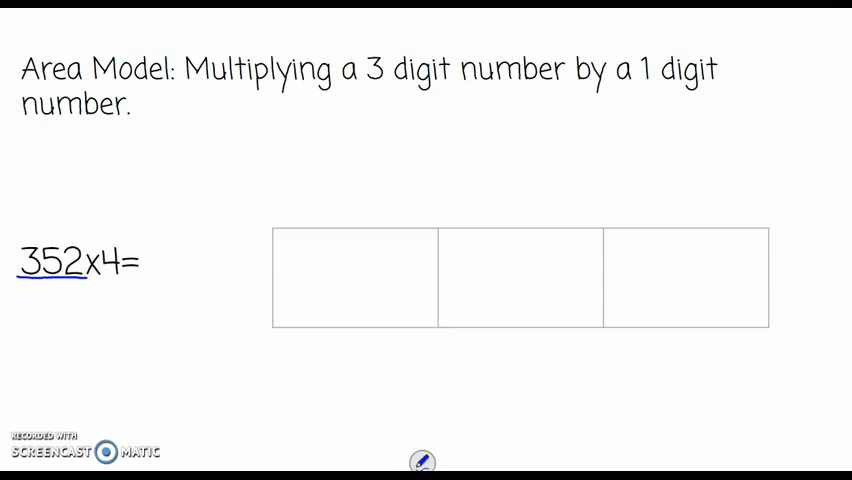 Area Model: Multiplying a 3 digit number by a 1 digit
number.
352x4=
RECORDED WITH
SCREENCAST MATIC